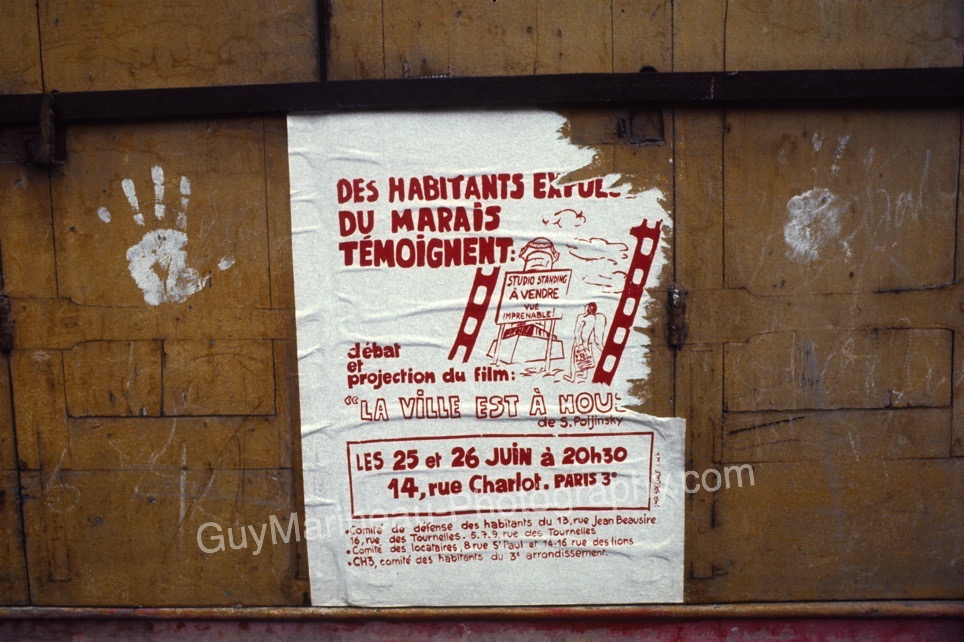 DES HABITANTS EXPUL
DU MARAIS
TÉMOIGNENT:
STUDIO STANDING
À VENDRE
VUE
IMPRENABLE
débat
et
projection du film:
"LA VILLE EST À NOUS
de S. Poljinsky
LES 25 et 26 JUIN à 20h30
14, rue Charlot. PARIS 3e
•Comité de défense des habitants du 13, rue Jean Beausire
16, rue des Tournelles. 5.7.9, rue des Tournelles
•Comité des locataires, 8 rue St Paul et 14-16 rue des lions
•CH3, comité des habitants du 3e arrondissement.
GuyMarineauPhotography.com